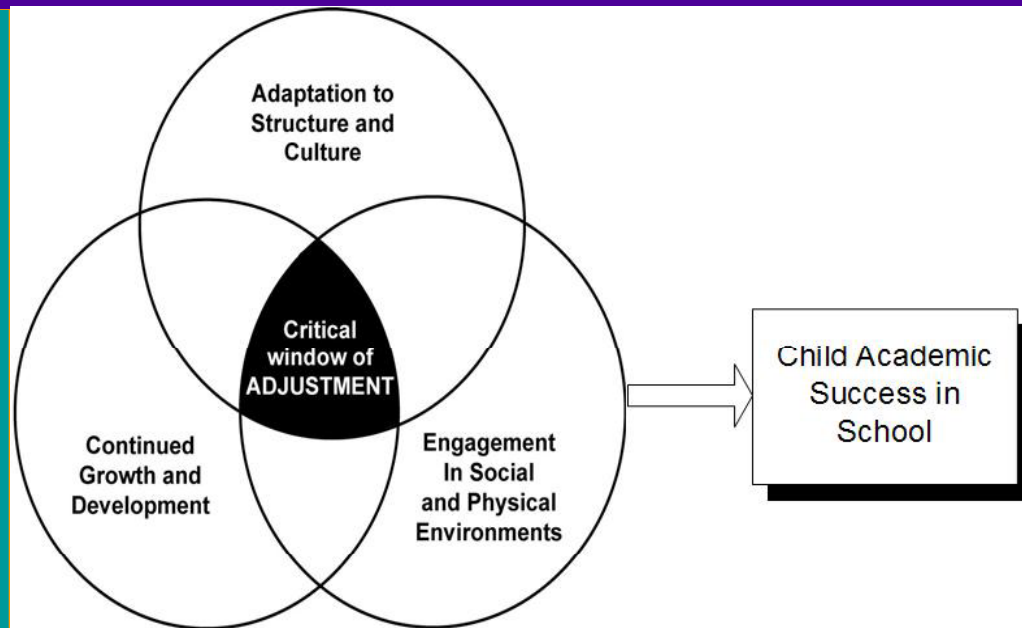 Adaptation to
Structure and
Culture
Critical
window of
ADJUSTMENT
Continued
Growth and
Development
Engagement
In Social
and Physical
Environments
Child Academic
Success in
School